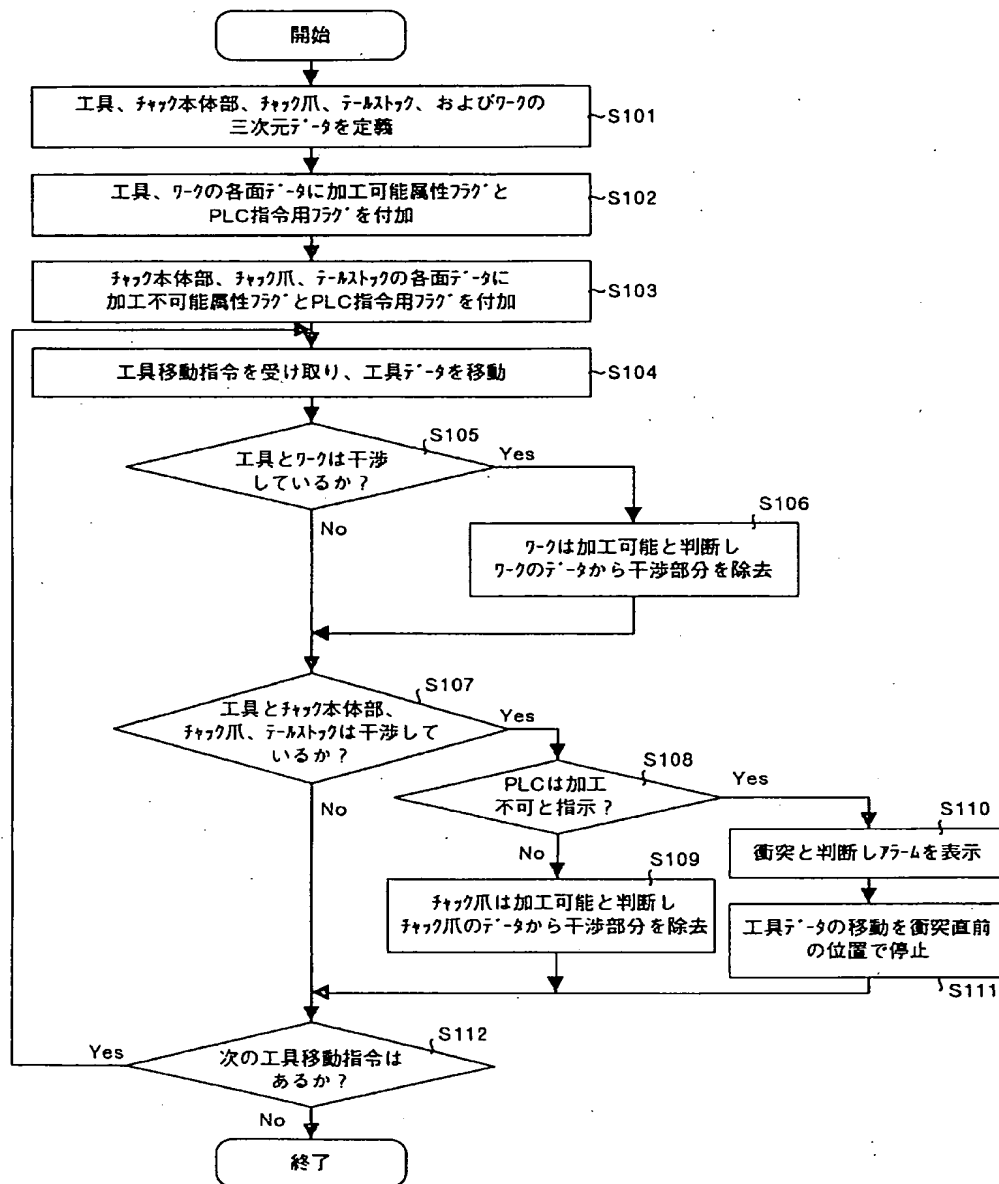 開始
工具、ﾁｬｯｸ本体部、ﾁｬｯｸ爪、ﾃｰﾙｽﾄｯｸ、およびﾜｰｸの
三次元ﾃﾞｰﾀを定義
S101
工具、ﾜｰｸの各面ﾃﾞｰﾀに加工可能属性ﾌﾗｸﾞと
PLC指令用ﾌﾗｸﾞを付加
S102
ﾁｬｯｸ本体部、ﾁｬｯｸ爪、ﾃｰﾙｽﾄｯｸの各面ﾃﾞｰﾀに
加工不可能属性ﾌﾗｸﾞとPLC指令用ﾌﾗｸﾞを付加
S103
工具移動指令を受け取り、工具ﾃﾞｰﾀを移動
S104
S105
工具とﾜｰｸは干渉
しているか？
Yes
No
S106
ﾜｰｸは加工可能と判断し
ﾜｰｸのﾃﾞｰﾀから干渉部分を除去
S107
工具とﾁｬｯｸ本体部、
ﾁｬｯｸ爪、ﾃｰﾙｽﾄｯｸは干渉して
いるか？
Yes
No
S108
PLCは加工
不可と指示？
Yes
No
S109
ﾁｬｯｸ爪は加工可能と判断し
ﾁｬｯｸ爪のﾃﾞｰﾀから干渉部分を除去
S110
衝突と判断しｱﾗｰﾑを表示
工具ﾃﾞｰﾀの移動を衝突直前
の位置で停止
S111
S112
次の工具移動指令は
あるか？
Yes
No
終了